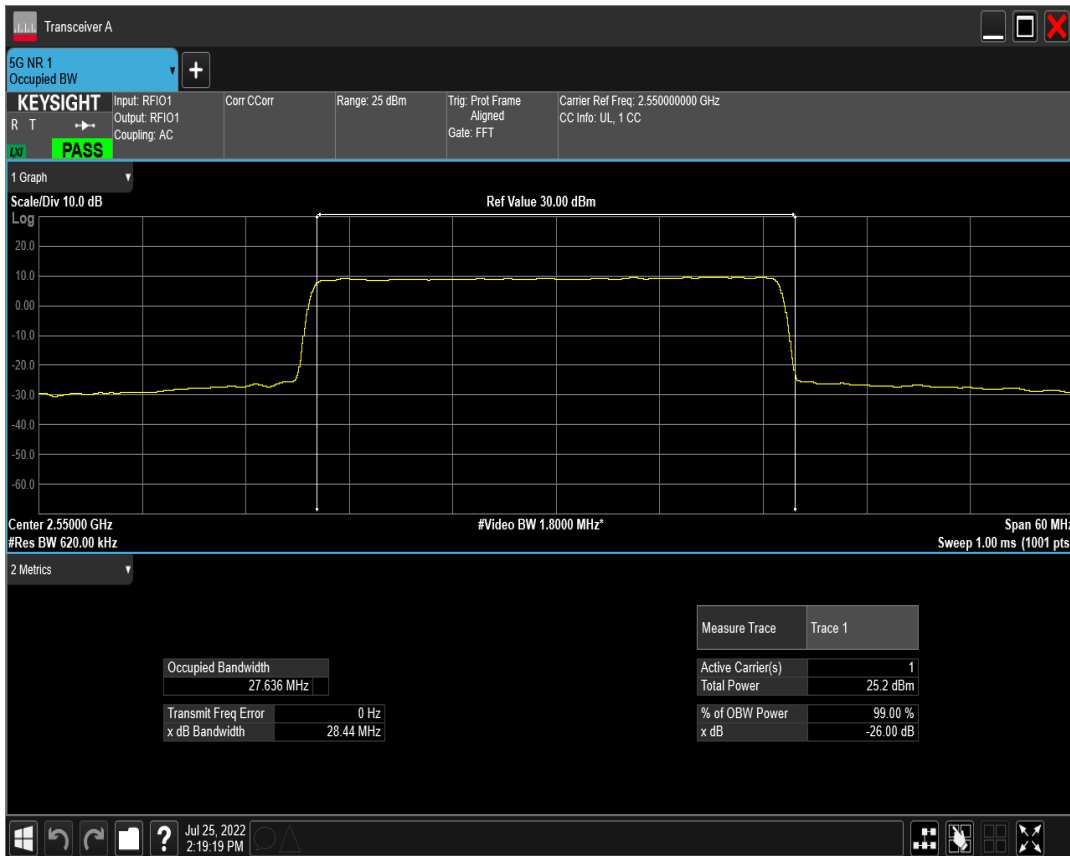 Transceiver A
5G NR 1
Occupied BW
KEYSIGHT
R T
LXI
PASS
Input: RFIO1
Output: RFIO1
Coupling: AC
Corr CCorr
Range: 25 dBm
Trig: Prot Frame
Aligned
Gate: FFT
Carrier Ref Freq: 2.550000000 GHz
CC Info: UL, 1 CC
1 Graph
Scale/Div 10.0 dB
Ref Value 30.00 dBm
Log
20.0
10.0
0.00
-10.0
-20.0
-30.0
-40.0
-50.0
-60.0
Center 2.55000 GHz
#Video BW 1.8000 MHz*
Span 60 MHz
#Res BW 620.00 kHz
Sweep 1.00 ms (1001 pts
2 Metrics
Measure Trace Trace 1
Occupied Bandwidth
27.636 MHz
Active Carrier(s) 1
Total Power 25.2 dBm
Transmit Freq Error 0 Hz
x dB Bandwidth 28.44 MHz
% of OBW Power 99.00 %
x dB -26.00 dB
?
Jul 25, 2022
2:19:19 PM